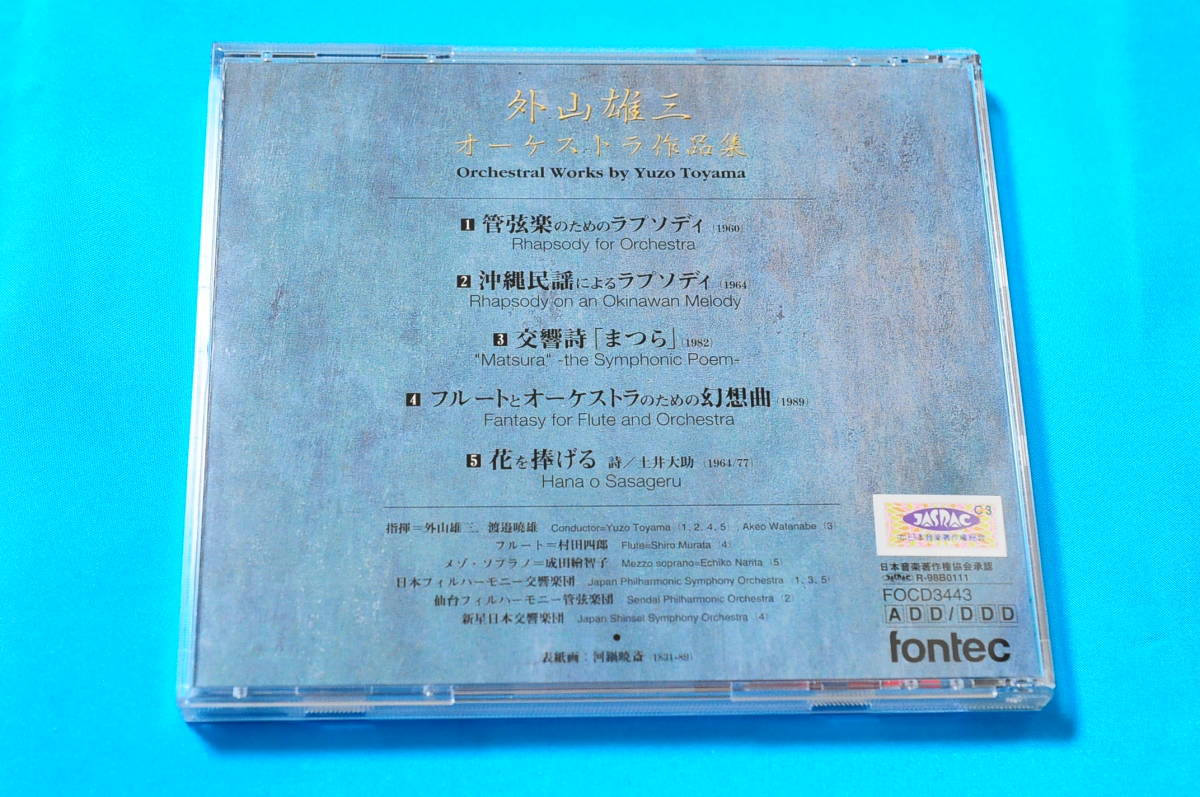 外山雄三
オーケストラ作品集
Orchestral Works by Yuzo Toyama
1 管弦楽のためのラプソディ (1960)
Rhapsody for Orchestra
2 沖縄民謡によるラプソディ (1964
Rhapsody on an Okinawan Melody
3 交響詩「まつら」(1982)
"Matsura" -the Symphonic Poem-
4 フルートとオーケストラのための幻想曲 (1989)
Fantasy for Flute and Orchestra
5 花を捧げる 詩/土井大助 (1964/77)
Hana o Sasageru
指揮=外山雄三、渡邉曉雄 Conductor=Yuzo Toyama (1, 2, 4, 5), Akeo Watanabe (3)
フルート=村田四郎 Flute=Shiro Murata (4)
メゾ・ソプラノ=成田繪智子 Mezzo soprano=Echiko Narita (5)
日本フィルハーモニー交響楽団 Japan Philharmonic Symphony Orchestra (1, 3, 5)
仙台フィルハーモニー管弦楽団 Sendai Philharmonic Orchestra (2)
新星日本交響楽団 Japan Shinsei Symphony Orchestra (4)
表紙画:河鍋暁斎 (1831-89)
JASRAC
日本音楽著作権協会承認
R-98B0111
FOCD3443
ADD/DDD
fontec